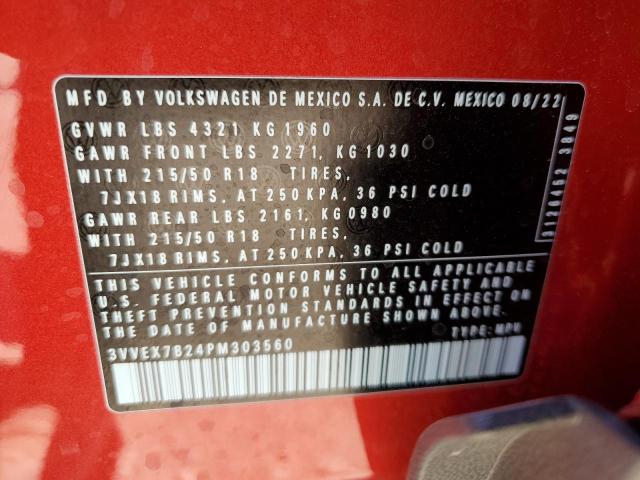 MFD BY VOLKSWAGEN DE MEXICO S.A. DE C.V. MEXICO 08/22
GVWR LBS 4321 KG 1960
GAWR FRONT LBS 2271, KG 1030
WITH 215/50 R18 TIRES,
7JX18 RIMS, AT 250 KPA, 36 PSI COLD
GAWR REAR LBS 2161, KG 0980
WITH 215/50 R18 TIRES,
7JX18 RIMS, AT 250 KPA, 36 PSI COLD
THIS VEHICLE CONFORMS TO ALL APPLICABLE
U.S. FEDERAL MOTOR VEHICLE SAFETY AND
THEFT PREVENTION STANDARDS IN EFFECT ON
THE DATE OF MANUFACTURE SHOWN ABOVE.
3VVEX7B24PM303560 TYPE: MPV
3126452 3849